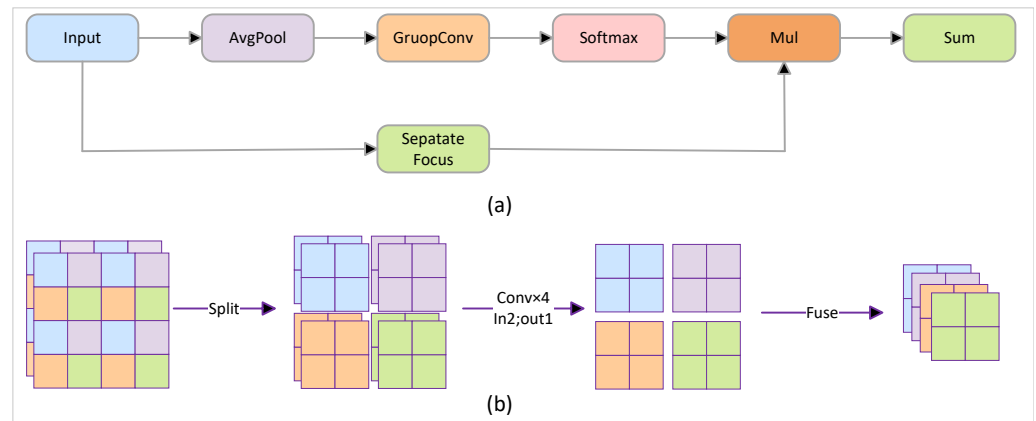 Input
AvgPool
GruopConv
Softmax
Mul
Sum
Sepatate
Focus
(a)
Split
Conv×4
In2;out1
Fuse
(b)